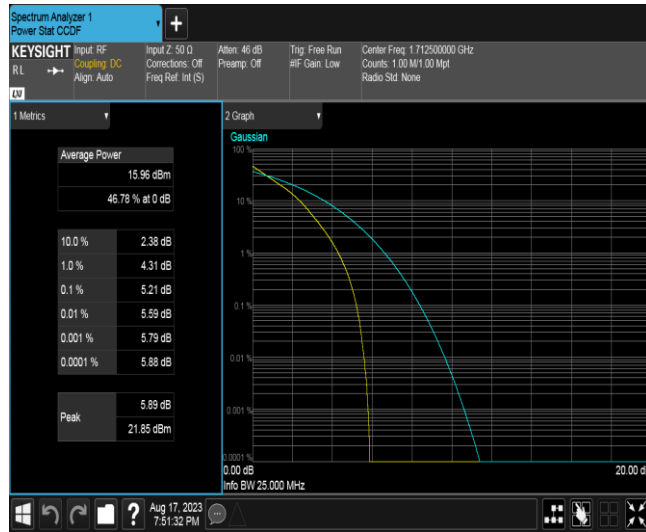 Spectrum Analyzer 1
Power Stat CCDF
+
KEYSIGHT
RL
LXI
Input: RF
Coupling: DC
Align: Auto
Input Z: 50 Ω
Corrections: Off
Freq Ref: Int (S)
Atten: 46 dB
Preamp: Off
Trig: Free Run
#IF Gain: Low
Center Freq: 1.712500000 GHz
Counts: 1.00 M/1.00 Mpt
Radio Std: None
1 Metrics
Average Power
15.96 dBm
46.78 % at 0 dB
10.0 % 2.38 dB
1.0 % 4.31 dB
0.1 % 5.21 dB
0.01 % 5.59 dB
0.001 % 5.79 dB
0.0001 % 5.88 dB
Peak
5.89 dB
21.85 dBm
2 Graph
Gaussian
100 %
10 %
1 %
0.1 %
0.01 %
0.001 %
0.0001 %
0.00 dB
20.00 d
Info BW 25.000 MHz
?
Aug 17, 2023
7:51:32 PM